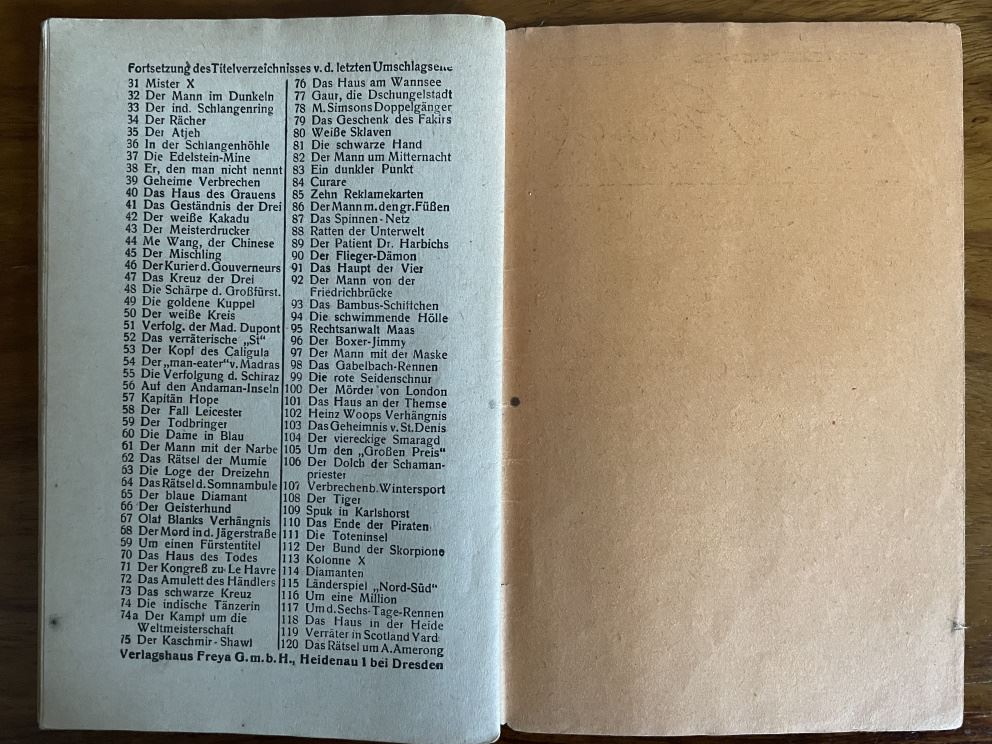 Fortsetzung des Titelverzeichnisses v. d. letzten Umschlagseite
31 Mister X
32 Der Mann im Dunkeln
33 Der ind. Schlangenring
34 Der Rächer
35 Der Atjeh
36 In der Schlangenhöhle
37 Die Edelstein-Mine
38 Er, den man nicht nennt
39 Geheime Verbrechen
40 Das Haus des Grauens
41 Das Geständnis der Drei
42 Der weiße Kakadu
43 Der Meisterdrucker
44 Me Wang, der Chinese
45 Der Mischling
46 Der Kurier d. Gouverneurs
47 Das Kreuz der Drei
48 Die Schärpe d. Großfürst.
49 Die goldene Kuppel
50 Der weiße Kreis
51 Verfolg. der Mad. Dupont
52 Das verräterische „Si“
53 Der Kopf des Caligula
54 Der „man-eater“ v. Madras
55 Die Verfolgung d. Schiraz
56 Auf den Andaman-Inseln
57 Kapitän Hope
58 Der Fall Leicester
59 Der Todbringer
60 Die Dame in Blau
61 Der Mann mit der Narbe
62 Das Rätsel der Mumie
63 Die Loge der Dreizehn
64 Das Rätsel d. Somnambule
65 Der blaue Diamant
66 Der Geisterhund
67 Olaf Blanks Verhängnis
68 Der Mord in d. Jägerstraße
59 Um einen Fürstentitel
70 Das Haus des Todes
71 Der Kongreß zu Le Havre
72 Das Amulett des Händlers
73 Das schwarze Kreuz
74 Die indische Tänzerin
74a Der Kampf um die
Weltmeisterschaft
75 Der Kaschmir-Shawl
76 Das Haus am Wannsee
77 Gaur, die Dschungelstadt
78 M. Simsons Doppelgänger
79 Das Geschenk des Fakirs
80 Weiße Sklaven
81 Die schwarze Hand
82 Der Mann um Mitternacht
83 Ein dunkler Punkt
84 Curare
85 Zehn Reklamekarten
86 Der Mann m. den gr. Füßen
87 Das Spinnen-Netz
88 Ratten der Unterwelt
89 Der Patient Dr. Harbichs
90 Der Flieger-Dämon
91 Das Haupt der Vier
92 Der Mann von der
Friedrichbrücke
93 Das Bambus-Schiffchen
94 Die schwimmende Hölle
95 Rechtsanwalt Maas
96 Der Boxer-Jimmy
97 Der Mann mit der Maske
98 Das Gabelbach-Rennen
99 Die rote Seidenschnur
100 Der Mörder von London
101 Das Haus an der Themse
102 Heinz Woops Verhängnis
103 Das Geheimnis v. St. Denis
104 Der viereckige Smaragd
105 Um den „Großen Preis“
106 Der Dolch der Schaman-
priester
107 Verbrechen b. Wintersport
108 Der Tiger
109 Spuk in Karlshorst
110 Das Ende der Piraten
111 Die Toteninsel
112 Der Bund der Skorpione
113 Kolonne X
114 Diamanten
115 Länderspiel „Nord-Süd“
116 Um eine Million
117 Um d. Sechs-Tage-Rennen
118 Das Haus in der Heide
119 Verräter in Scotland Yard
120 Das Rätsel um A. Amerong
Verlagshaus Freya G. m. b. H., Heidenau 1 bei Dresden